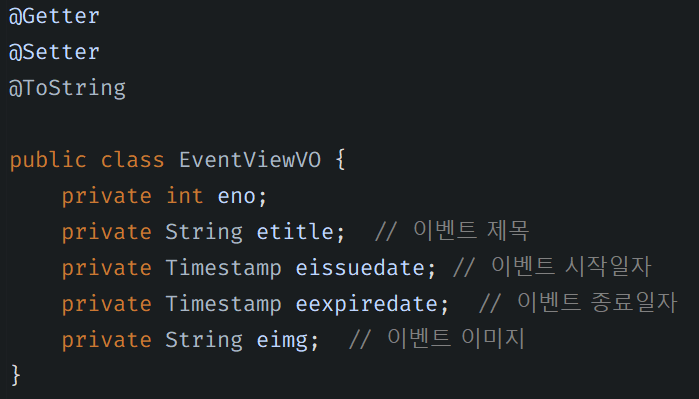 @Getter
@Setter
@ToString
public class EventViewVO {
private int eno;
private String etitle;  // 이벤트 제목
private Timestamp eissuedate; // 이벤트 시작일자
private Timestamp eexpiredate;  // 이벤트 종료일자
private String eimg;  // 이벤트 이미지
}